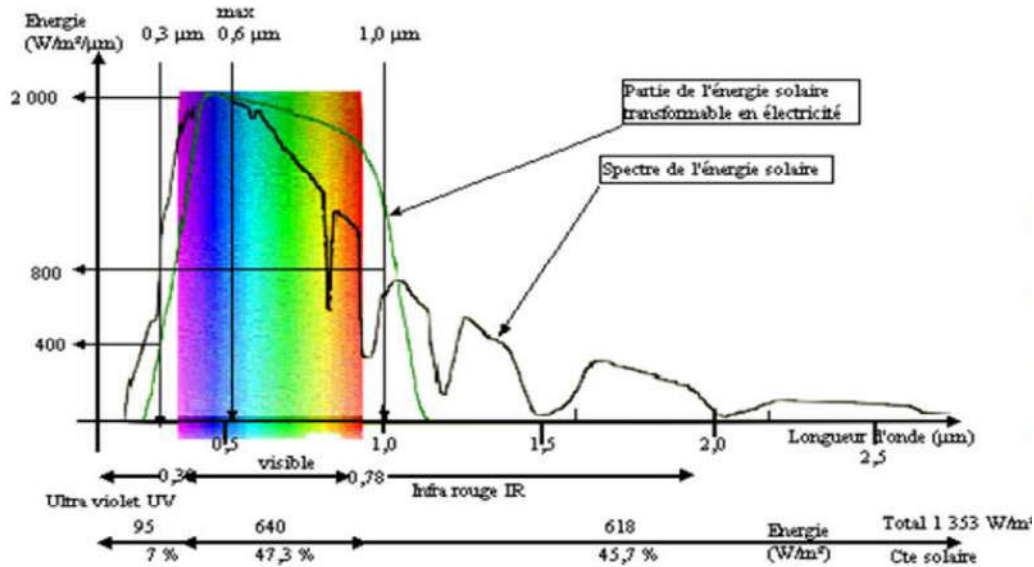 Energie
(W/m²/µm)
0,3 µm
max
0,6 µm
1,0 µm
2 000
800
400
Partie de l'énergie solaire
transformable en électricité
Spectre de l'énergie solaire
0,5
1,0
1,5
2,0
2,5
Longueur d'onde (µm)
0,38
visible
0,78
Infra rouge IR
Ultra violet UV
95
640
618
Energie
(W/m²)
Total 1 353 W/m²
7 %
47,3 %
45,7 %
Cte solaire